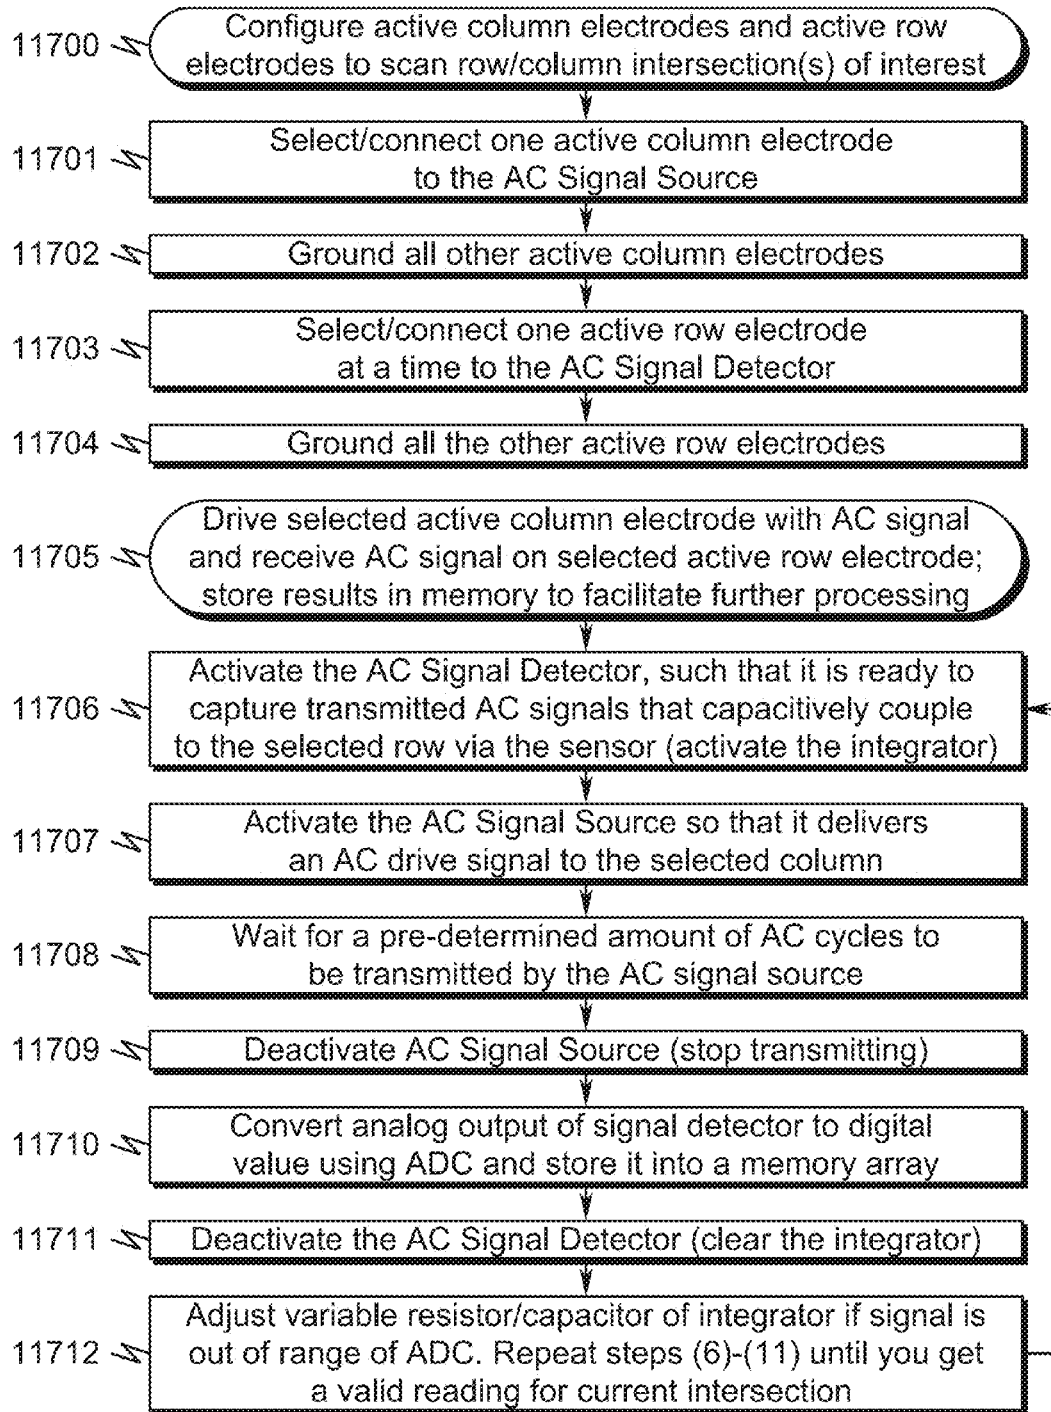 11700
Configure active column electrodes and active row
electrodes to scan row/column intersection(s) of interest
11701
Select/connect one active column electrode
to the AC Signal Source
11702
Ground all other active column electrodes
11703
Select/connect one active row electrode
at a time to the AC Signal Detector
11704
Ground all the other active row electrodes
11705
Drive selected active column electrode with AC signal
and receive AC signal on selected active row electrode;
store results in memory to facilitate further processing
11706
Activate the AC Signal Detector, such that it is ready to
capture transmitted AC signals that capacitively couple
to the selected row via the sensor (activate the integrator)
11707
Activate the AC Signal Source so that it delivers
an AC drive signal to the selected column
11708
Wait for a pre-determined amount of AC cycles to
be transmitted by the AC signal source
11709
Deactivate AC Signal Source (stop transmitting)
11710
Convert analog output of signal detector to digital
value using ADC and store it into a memory array
11711
Deactivate the AC Signal Detector (clear the integrator)
11712
Adjust variable resistor/capacitor of integrator if signal is
out of range of ADC. Repeat steps (6)-(11) until you get
a valid reading for current intersection